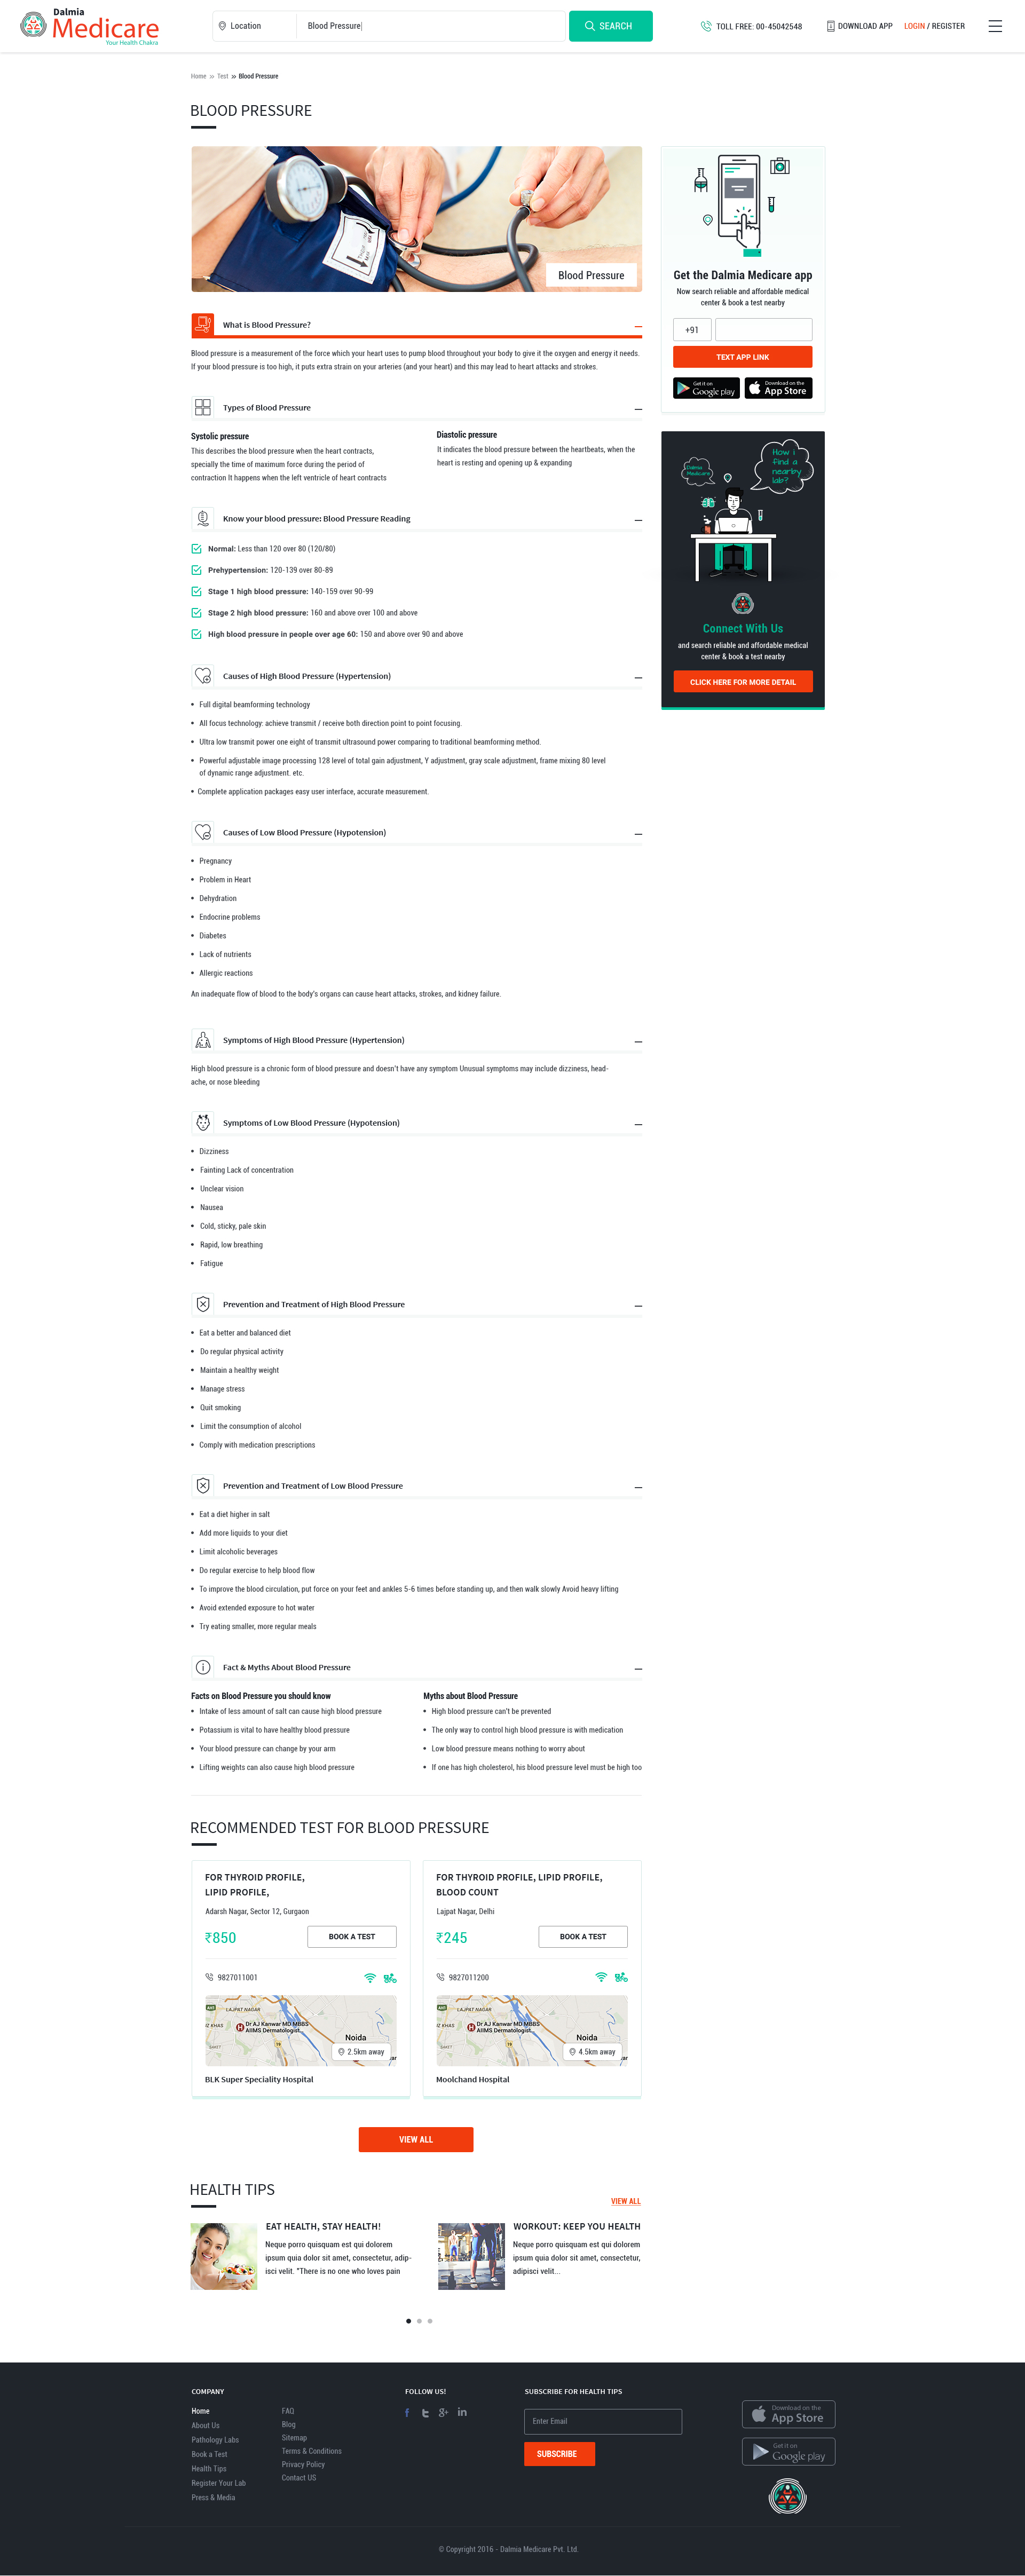 Dalmia
Medicare
Your Health Chakra
Location
Blood Pressure
SEARCH
TOLL FREE: 00-45042548
DOWNLOAD APP
LOGIN / REGISTER
Home » Test » Blood Pressure
BLOOD PRESSURE
Blood Pressure
What is Blood Pressure?
Blood pressure is a measurement of the force which your heart uses to pump blood throughout your body to give it the oxygen and energy it needs.
If your blood pressure is too high, it puts extra strain on your arteries (and your heart) and this may lead to heart attacks and strokes.
Types of Blood Pressure
Systolic pressure
This describes the blood pressure when the heart contracts,
specially the time of maximum force during the period of
contraction It happens when the left ventricle of heart contracts
Diastolic pressure
It indicates the blood pressure between the heartbeats, when the
heart is resting and opening up & expanding
Know your blood pressure: Blood Pressure Reading
Normal: Less than 120 over 80 (120/80)
Prehypertension: 120-139 over 80-89
Stage 1 high blood pressure: 140-159 over 90-99
Stage 2 high blood pressure: 160 and above over 100 and above
High blood pressure in people over age 60: 150 and above over 90 and above
Causes of High Blood Pressure (Hypertension)
• Full digital beamforming technology
• All focus technology: achieve transmit / receive both direction point to point focusing.
• Ultra low transmit power one eight of transmit ultrasound power comparing to traditional beamforming method.
• Powerful adjustable image processing 128 level of total gain adjustment, Y adjustment, gray scale adjustment, frame mixing 80 level
of dynamic range adjustment. etc.
• Complete application packages easy user interface, accurate measurement.
Causes of Low Blood Pressure (Hypotension)
• Pregnancy
• Problem in Heart
• Dehydration
• Endocrine problems
• Diabetes
• Lack of nutrients
• Allergic reactions
An inadequate flow of blood to the body's organs can cause heart attacks, strokes, and kidney failure.
Symptoms of High Blood Pressure (Hypertension)
High blood pressure is a chronic form of blood pressure and doesn't have any symptom Unusual symptoms may include dizziness, head-
ache, or nose bleeding
Symptoms of Low Blood Pressure (Hypotension)
• Dizziness
• Fainting Lack of concentration
• Unclear vision
• Nausea
• Cold, sticky, pale skin
• Rapid, low breathing
• Fatigue
Prevention and Treatment of High Blood Pressure
• Eat a better and balanced diet
• Do regular physical activity
• Maintain a healthy weight
• Manage stress
• Quit smoking
• Limit the consumption of alcohol
• Comply with medication prescriptions
Prevention and Treatment of Low Blood Pressure
• Eat a diet higher in salt
• Add more liquids to your diet
• Limit alcoholic beverages
• Do regular exercise to help blood flow
• To improve the blood circulation, put force on your feet and ankles 5-6 times before standing up, and then walk slowly Avoid heavy lifting
• Avoid extended exposure to hot water
• Try eating smaller, more regular meals
Fact & Myths About Blood Pressure
Facts on Blood Pressure you should know
• Intake of less amount of salt can cause high blood pressure
• Potassium is vital to have healthy blood pressure
• Your blood pressure can change by your arm
• Lifting weights can also cause high blood pressure
Myths about Blood Pressure
• High blood pressure can't be prevented
• The only way to control high blood pressure is with medication
• Low blood pressure means nothing to worry about
• If one has high cholesterol, his blood pressure level must be high too
Get the Dalmia Medicare app
Now search reliable and affordable medical
center & book a test nearby
+91
TEXT APP LINK
Get it on
Google play
Download on the
App Store
Dalmia
Medicare
How i
find a
nearby
lab?
Connect With Us
and search reliable and affordable medical
center & book a test nearby
CLICK HERE FOR MORE DETAIL
RECOMMENDED TEST FOR BLOOD PRESSURE
FOR THYROID PROFILE,
LIPID PROFILE,
Adarsh Nagar, Sector 12, Gurgaon
₹850
BOOK A TEST
9827011001
LAJPAT NAGAR
Dr AJ Kanwar MD MBBS
AIIMS Dermatologist...
Noida
2.5km away
BLK Super Speciality Hospital
FOR THYROID PROFILE, LIPID PROFILE,
BLOOD COUNT
Lajpat Nagar, Delhi
₹245
BOOK A TEST
9827011200
LAJPAT NAGAR
Dr AJ Kanwar MD MBBS
AIIMS Dermatologist...
Noida
4.5km away
Moolchand Hospital
VIEW ALL
HEALTH TIPS
VIEW ALL
EAT HEALTH, STAY HEALTH!
Neque porro quisquam est qui dolorem
ipsum quia dolor sit amet, consectetur, adip-
isci velit. "There is no one who loves pain
WORKOUT: KEEP YOU HEALTH
Neque porro quisquam est qui dolorem
ipsum quia dolor sit amet, consectetur,
adipisci velit...
COMPANY
Home
About Us
Pathology Labs
Book a Test
Health Tips
Register Your Lab
Press & Media
FAQ
Blog
Sitemap
Terms & Conditions
Privacy Policy
Contact US
FOLLOW US!
SUBSCRIBE FOR HEALTH TIPS
Enter Email
SUBSCRIBE
Download on the
App Store
Get it on
Google play
© Copyright 2016 - Dalmia Medicare Pvt. Ltd.